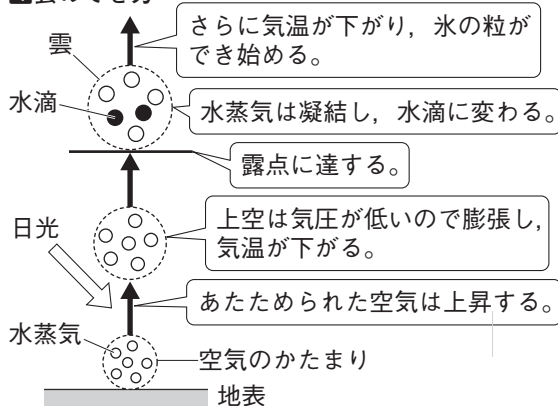 雲のでき方
さらに気温が下がり，氷の粒が
でき始める。
雲
水滴
水蒸気は凝結し，水滴に変わる。
露点に達する。
上空は気圧が低いので膨張し，
気温が下がる。
日光
あたためられた空気は上昇する。
水蒸気
空気のかたまり
地表